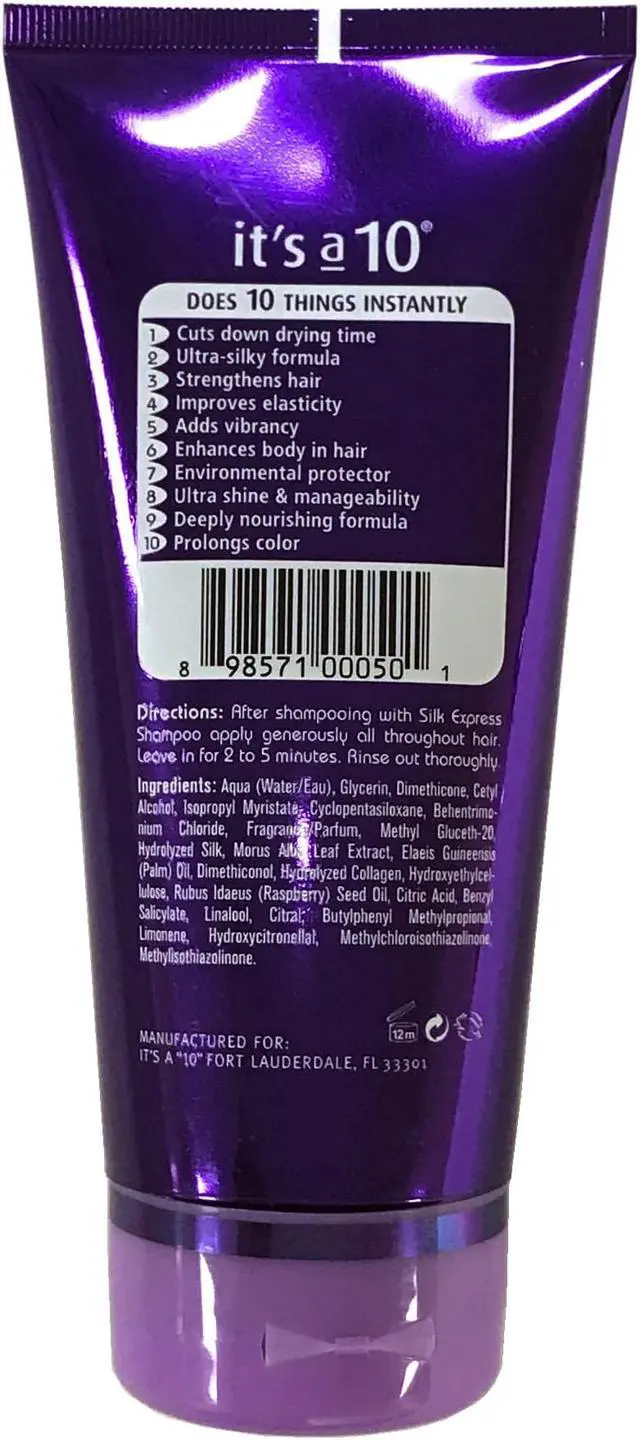 it's a 10®
DOES 10 THINGS INSTANTLY
1 Cuts down drying time
2 Ultra-silky formula
3 Strengthens hair
4 Improves elasticity
5 Adds vibrancy
6 Enhances body in hair
7 Environmental protector
8 Ultra shine & manageability
9 Deeply nourishing formula
10 Prolongs color
8 98571 00050 1
Directions: After shampooing with Silk Express
Shampoo apply generously all throughout hair.
Leave in for 2 to 5 minutes. Rinse out thoroughly.
Ingredients: Aqua (Water/Eau), Glycerin, Dimethicone, Cetyl
Alcohol, Isopropyl Myristate, Cyclopentasiloxane, Behentrimo-
nium Chloride, Fragrance/Parfum, Methyl Gluceth-20,
Hydrolyzed Silk, Morus Alba Leaf Extract, Elaeis Guineensis
(Palm) Oil, Dimethiconol, Hydrolyzed Collagen, Hydroxyethylcel-
lulose, Rubus Idaeus (Raspberry) Seed Oil, Citric Acid, Benzyl
Salicylate, Linalool, Citral, Butylphenyl Methylpropional,
Limonene, Hydroxycitronellal, Methylchloroisothiazolinone,
Methylisothiazolinone.
12m
MANUFACTURED FOR:
IT'S A "10" FORT LAUDERDALE, FL 33301